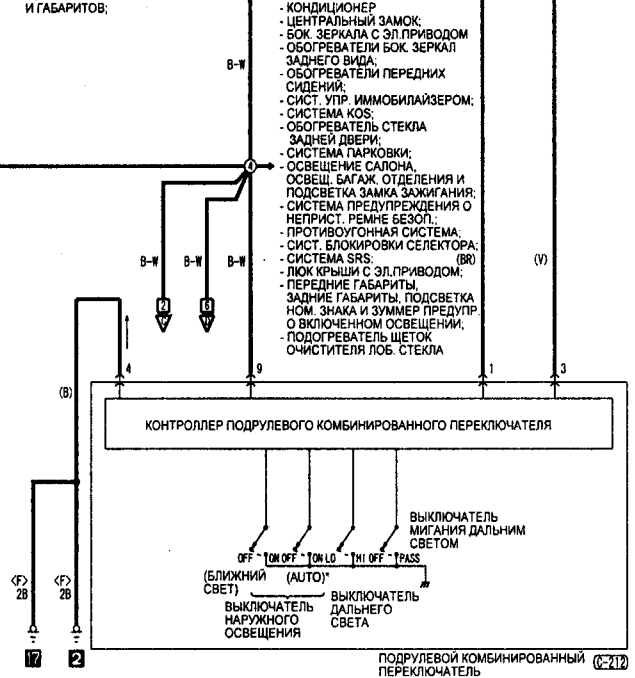 И ГАБАРИТОВ;
- КОНДИЦИОНЕР
- ЦЕНТРАЛЬНЫЙ ЗАМОК;
- БОК. ЗЕРКАЛА С ЭЛ.ПРИВОДОМ
- ОБОГРЕВАТЕЛИ БОК. ЗЕРКАЛ
ЗАДНЕГО ВИДА;
- ОБОГРЕВАТЕЛИ ПЕРЕДНИХ
СИДЕНИЙ;
- СИСТ. УПР. ИММОБИЛАЙЗЕРОМ;
- СИСТЕМА KOS;
- ОБОГРЕВАТЕЛЬ СТЕКЛА
ЗАДНЕЙ ДВЕРИ;
- СИСТЕМА ПАРКОВКИ;
- ОСВЕЩЕНИЕ САЛОНА,
ОСВЕЩ. БАГАЖ. ОТДЕЛЕНИЯ И
ПОДСВЕТКА ЗАМКА ЗАЖИГАНИЯ;
- СИСТЕМА ПРЕДУПРЕЖДЕНИЯ О
НЕПРИСТ. РЕМНЕ БЕЗОП.;
- ПРОТИВОУГОННАЯ СИСТЕМА;
- СИСТ. БЛОКИРОВКИ СЕЛЕКТОРА;
- СИСТЕМА SRS;
- ЛЮК КРЫШИ С ЭЛ.ПРИВОДОМ;
- ПЕРЕДНИЕ ГАБАРИТЫ,
ЗАДНИЕ ГАБАРИТЫ, ПОДСВЕТКА
НОМ. ЗНАКА И ЗУММЕР ПРЕДУПР.
О ВКЛЮЧЕННОМ ОСВЕЩЕНИИ;
- ПОДОГРЕВАТЕЛЬ ЩЕТОК
ОЧИСТИТЕЛЯ ЛОБ. СТЕКЛА
B-W
4
B-W B-W B-W (BR) (V)
2 6
4 9 1 3
(B)
КОНТРОЛЛЕР ПОДРУЛЕВОГО КОМБИНИРОВАННОГО ПЕРЕКЛЮЧАТЕЛЯ
OFF ON OFF ON LO HI OFF PASS
ВЫКЛЮЧАТЕЛЬ
МИГАНИЯ ДАЛЬНИМ
СВЕТОМ
(БЛИЖНИЙ
СВЕТ)
(AUTO)*
ВЫКЛЮЧАТЕЛЬ
НАРУЖНОГО
ОСВЕЩЕНИЯ
ВЫКЛЮЧАТЕЛЬ
ДАЛЬНЕГО
СВЕТА
<F> <F>
2B 2B
17 2
ПОДРУЛЕВОЙ КОМБИНИРОВАННЫЙ
ПЕРЕКЛЮЧАТЕЛЬ
C-212